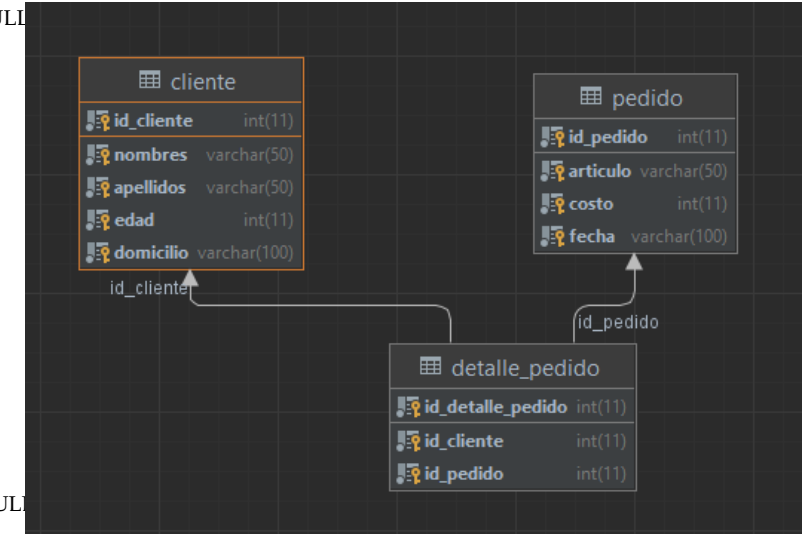 ULL
cliente
id_cliente int(11)
nombres varchar(50)
apellidos varchar(50)
edad int(11)
domicilio varchar(100)
pedido
id_pedido int(11)
articulo varchar(50)
costo int(11)
fecha varchar(100)
id_cliente
id_pedido
detalle_pedido
id_detalle_pedido int(11)
id_cliente int(11)
id_pedido int(11)
ULL